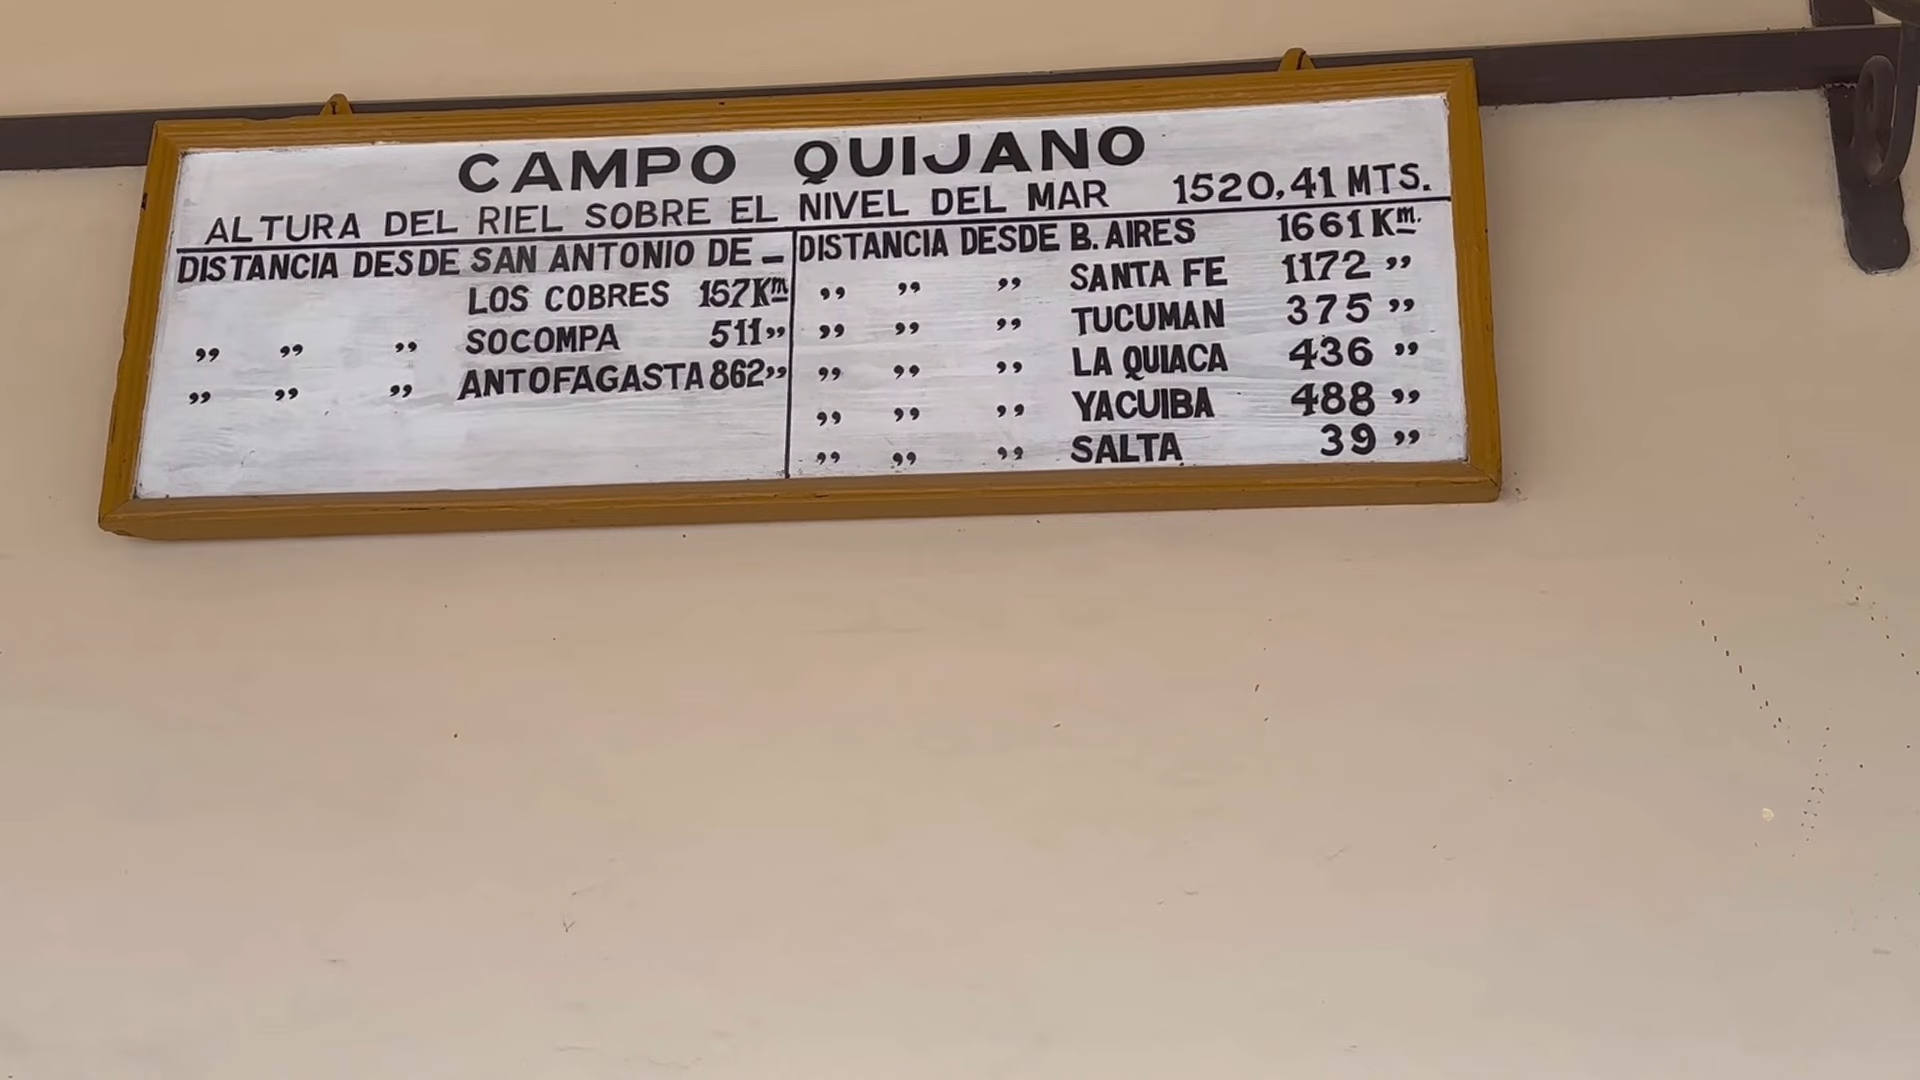 CAMPO QUIJANO
ALTURA DEL RIEL SOBRE EL NIVEL DEL MAR 1520,41 MTS.
DISTANCIA DESDE SAN ANTONIO DE –
LOS COBRES 157 Km
„ „ „ SOCOMPA 511 „
„ „ „ ANTOFAGASTA 862 „
DISTANCIA DESDE B. AIRES 1661 Km.
„ „ „ SANTA FE 1172 „
„ „ „ TUCUMAN 375 „
„ „ „ LA QUIACA 436 „
„ „ „ YACUIBA 488 „
„ „ „ SALTA 39 „